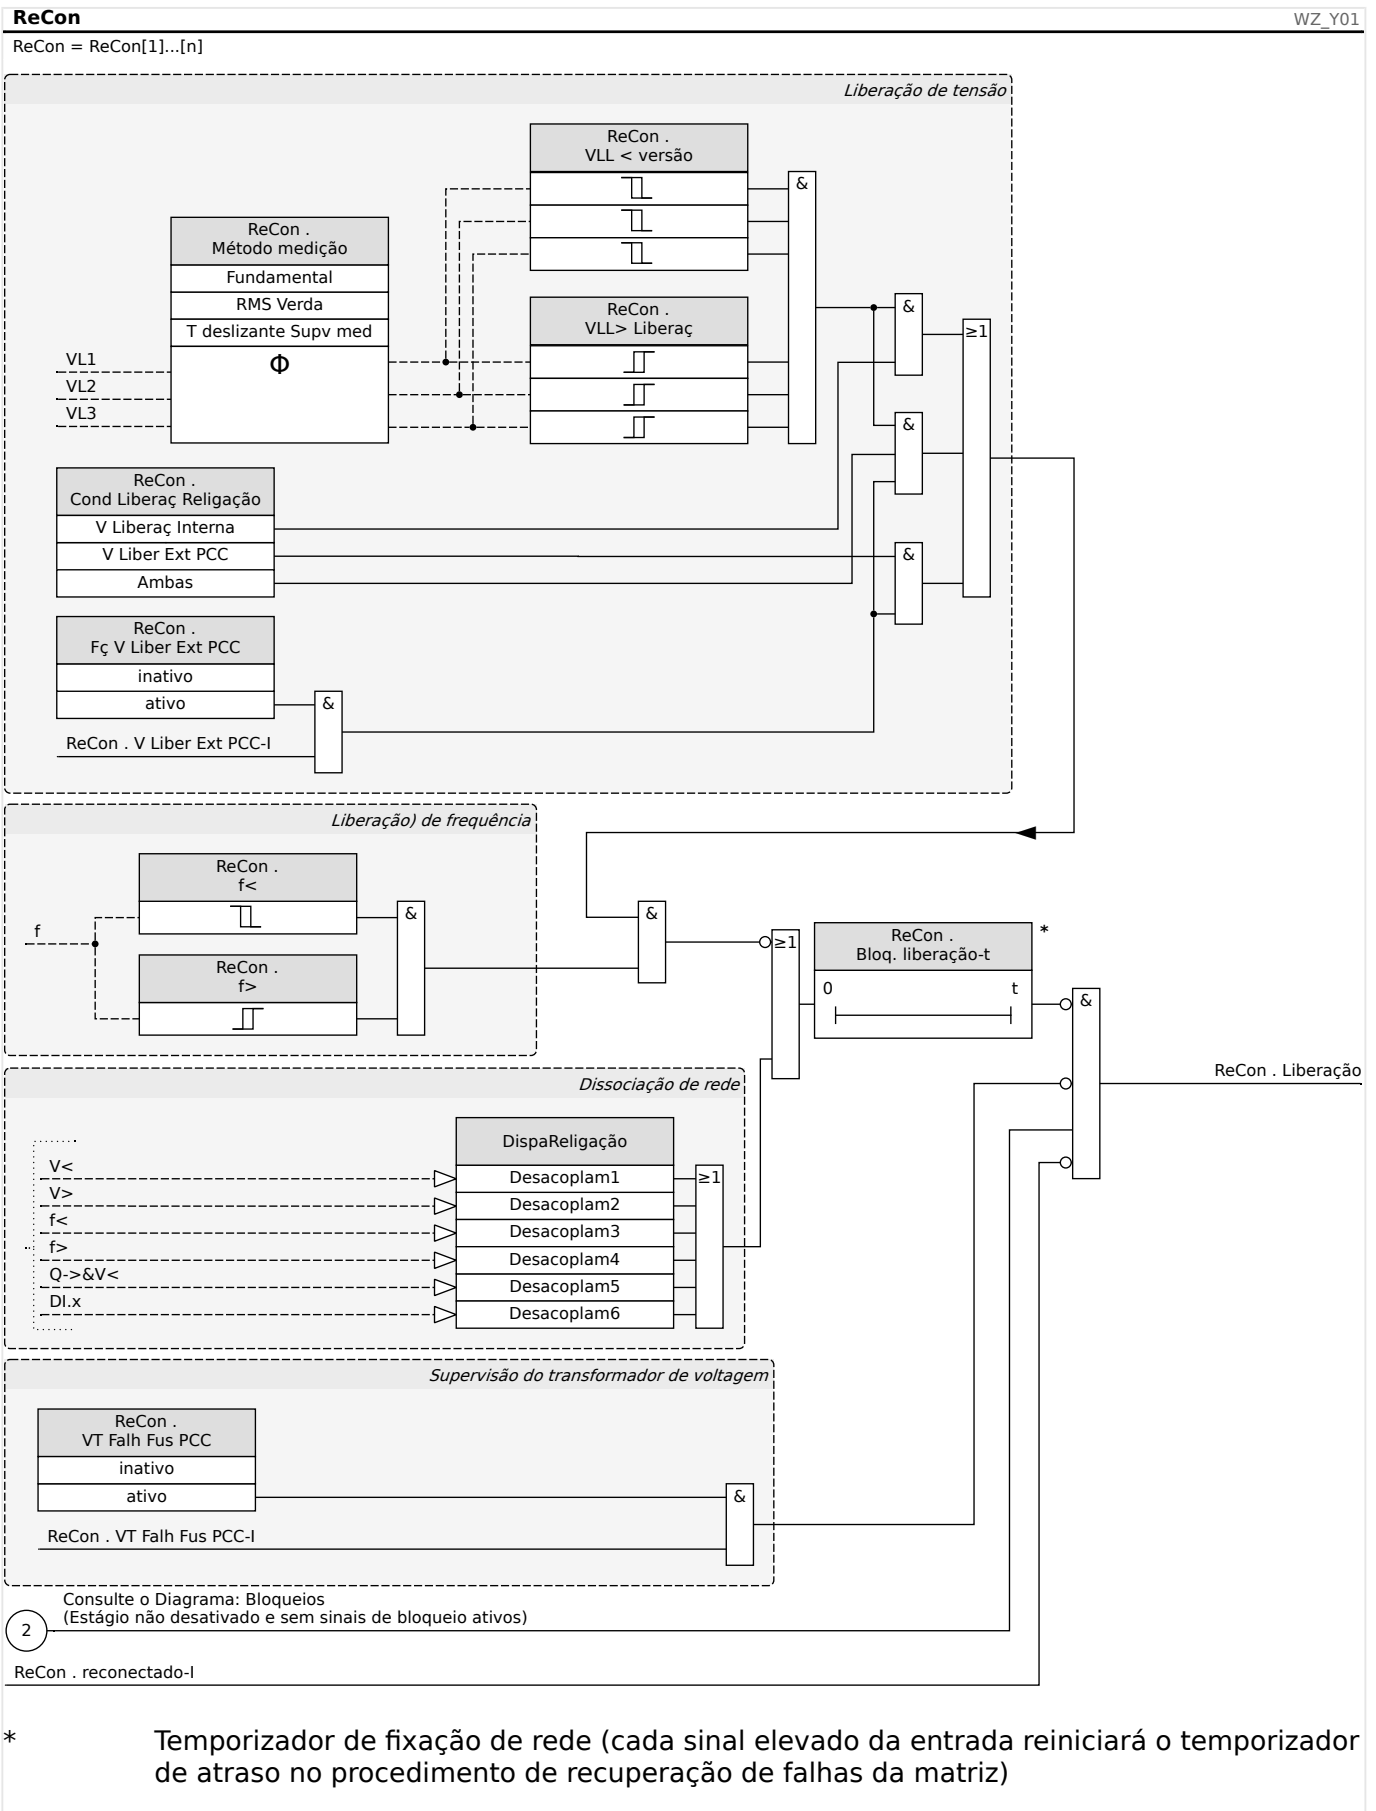 ReCon
WZ_Y01
ReCon = ReCon[1]...[n]
Liberação de tensão
ReCon .
VLL < versão
&
ReCon .
Método medição
Fundamental
RMS Verda
T deslizante Supv med
Φ
VL1
VL2
VL3
ReCon .
VLL> Liberaç
&
≥1
&
ReCon .
Cond Liberaç Religação
V Liberaç Interna
V Liber Ext PCC
Ambas
&
ReCon .
Fç V Liber Ext PCC
inativo
ativo
&
ReCon . V Liber Ext PCC-I
Liberação) de frequência
ReCon .
f<
f
ReCon .
f>
&
&
≥1
ReCon .
Bloq. liberação-t
*
0
t
&
ReCon . Liberação
Dissociação de rede
DispaReligação
V<
Desacoplam1
≥1
V>
Desacoplam2
f<
Desacoplam3
f>
Desacoplam4
Q->&V<
Desacoplam5
DI.x
Desacoplam6
Supervisão do transformador de voltagem
ReCon .
VT Falh Fus PCC
inativo
ativo
&
ReCon . VT Falh Fus PCC-I
Consulte o Diagrama: Bloqueios
(Estágio não desativado e sem sinais de bloqueio ativos)
2
ReCon . reconectado-I
* Temporizador de fixação de rede (cada sinal elevado da entrada reiniciará o temporizador
de atraso no procedimento de recuperação de falhas da matriz)